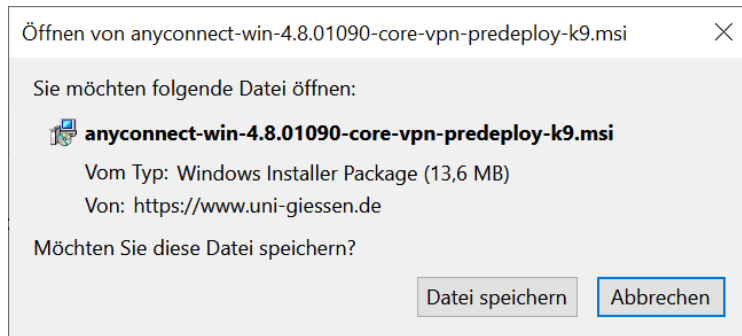 Öffnen von anyconnect-win-4.8.01090-core-vpn-predeploy-k9.msi
Sie möchten folgende Datei öffnen:
anyconnect-win-4.8.01090-core-vpn-predeploy-k9.msi
Vom Typ: Windows Installer Package (13,6 MB)
Von: https://www.uni-giessen.de
Möchten Sie diese Datei speichern?
Datei speichern Abbrechen